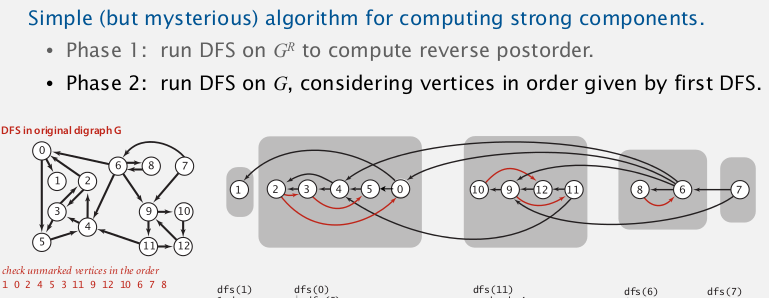 Simple (but mysterious) algorithm for computing strong components.
• Phase 1: run DFS on G^R to compute reverse postorder.
• Phase 2: run DFS on G, considering vertices in order given by first DFS.
DFS in original digraph G
0
6 8 7
1 2
3 9 10
4
5 11 12
1 2 3 4 5 0 10 9 12 11 8 6 7
check unmarked vertices in the order
1 0 2 4 5 3 11 9 12 10 6 7 8
dfs(1) dfs(0) dfs(11) dfs(6) dfs(7)